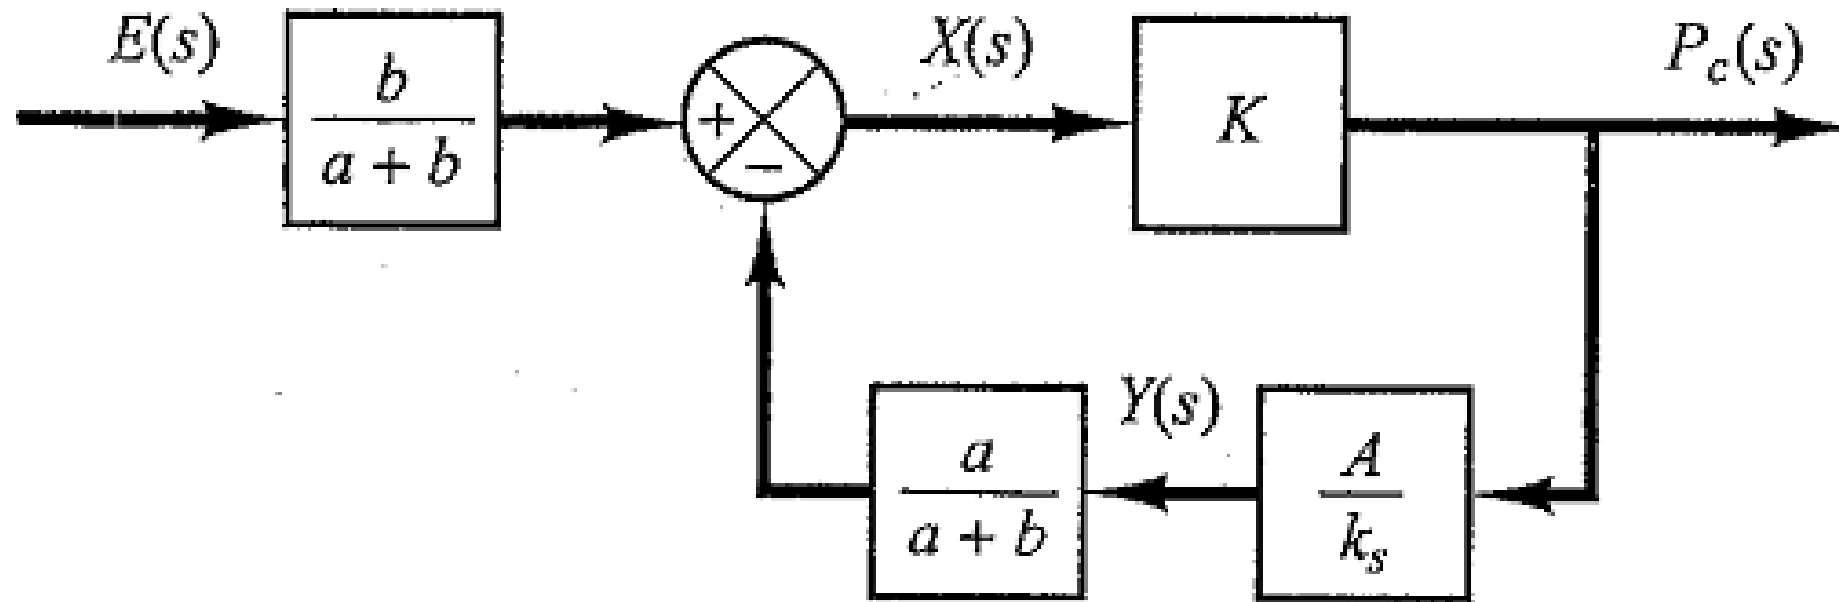 E(s)
b
a + b
+
−
X(s)
K
P_c(s)
a
a + b
Y(s)
A
k_s